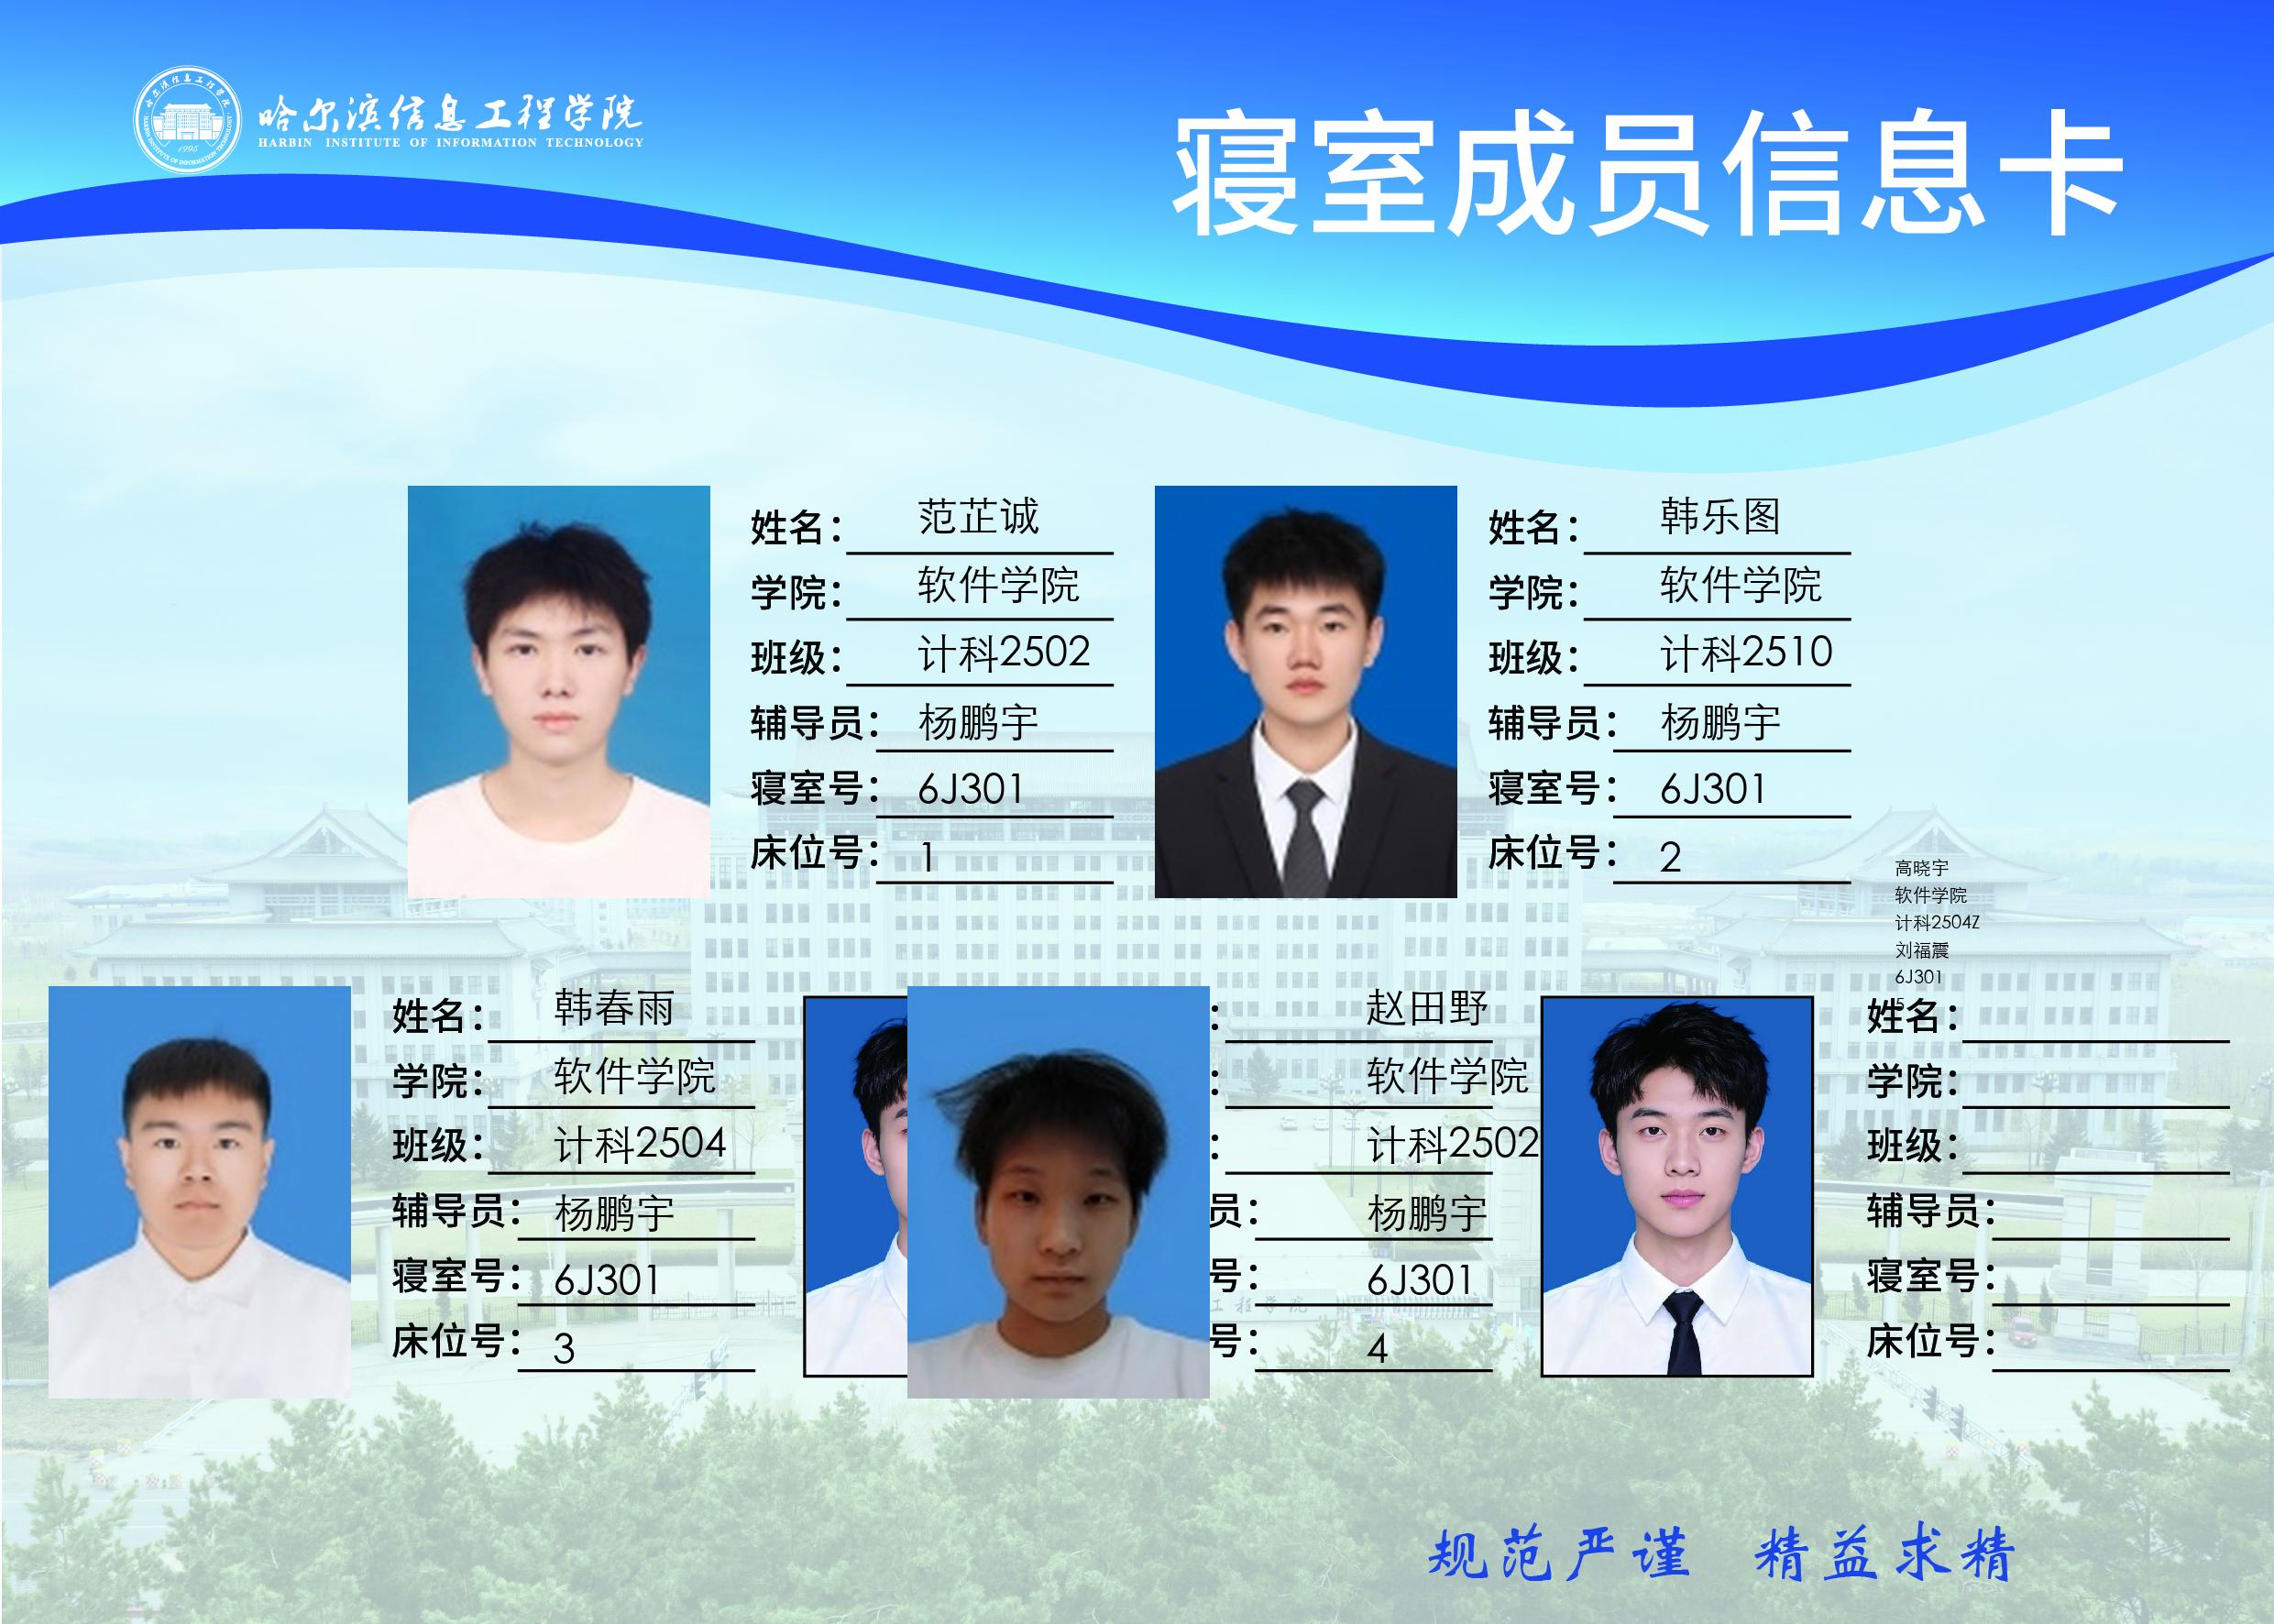 哈尔滨信息工程学院
HARBIN INSTITUTE OF INFORMATION TECHNOLOGY
1995
寝室成员信息卡
姓名: 范芷诚
学院: 软件学院
班级: 计科2502
辅导员: 杨鹏宇
寝室号: 6J301
床位号: 1
姓名: 韩乐图
学院: 软件学院
班级: 计科2510
辅导员: 杨鹏宇
寝室号: 6J301
床位号: 2
高晓宇
软件学院
计科2504Z
刘福震
6J301
5
姓名: 韩春雨
学院: 软件学院
班级: 计科2504
辅导员: 杨鹏宇
寝室号: 6J301
床位号: 3
: 赵田野
: 软件学院
: 计科2502
员: 杨鹏宇
号: 6J301
号: 4
姓名:
学院:
班级:
辅导员:
寝室号:
床位号:
规范严谨 精益求精